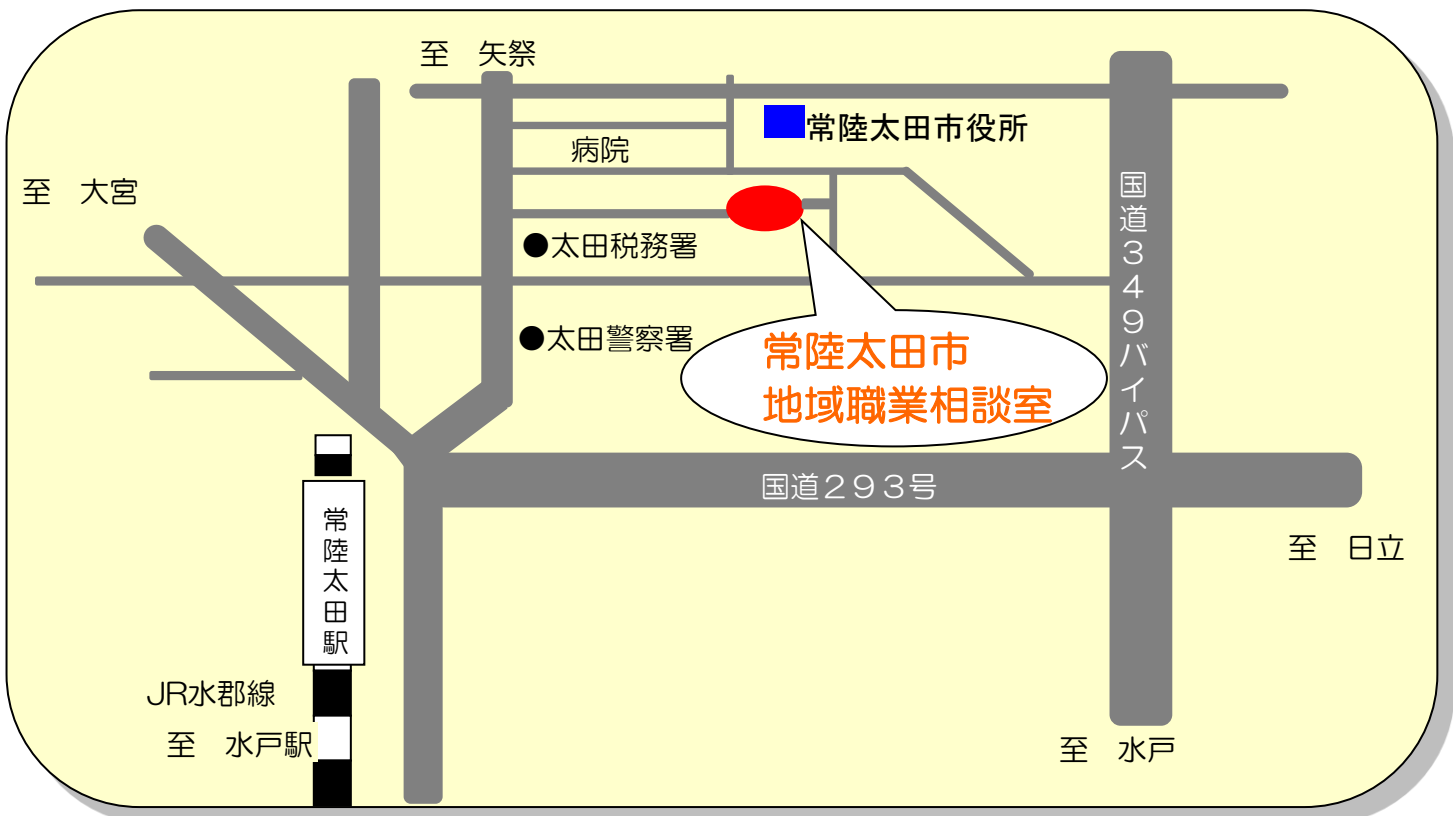 至　矢祭
常陸太田市役所
病院
至　大宮
国道３４９バイパス
●太田税務署
●太田警察署
常陸太田市
地域職業相談室
国道２９３号
常陸太田駅
至　日立
JR水郡線
至　水戸駅
至　水戸